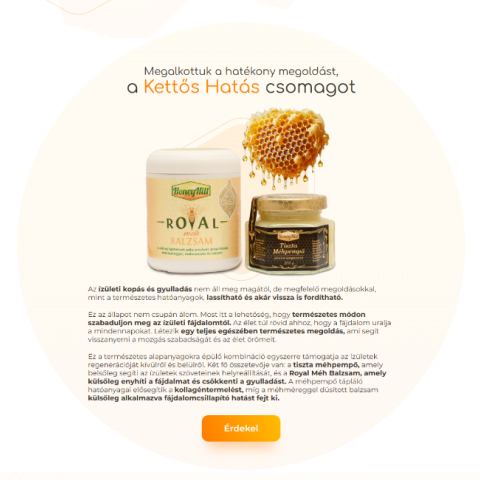 Megalkottuk a hatékony megoldást,
a Kettős Hatás csomagot
HoneyHill
ROYAL
méh
BALZSAM
HoneyHill
Tiszta
Méhpempő
Az ízületi kopás és gyulladás nem áll meg magától, de megfelelő megoldásokkal,
mint a természetes hatóanyagok, lassítható és akár vissza is fordítható.
Ez az állapot nem csupán álom. Most itt a lehetőség, hogy természetes módon
szabaduljon meg az ízületi fájdalomtól. Az élet túl rövid ahhoz, hogy a fájdalom uralja
a mindennapokat. Létezik egy teljes egészében természetes megoldás, ami segít
visszanyerni a mozgás szabadságát és az élet örömeit.
Ez a természetes alapanyagokra épülő kombináció egyszerre támogatja az ízületek
regenerációját kívülről és belülről. Két fő összetevője van: a tiszta méhpempő, amely
belsőleg segíti az ízületek szöveteinek helyreállítását, és a Royal Méh Balzsam, amely
külsőleg enyhíti a fájdalmat és csökkenti a gyulladást. A méhpempő tápláló
hatóanyagai elősegítik a kollagéntermelést, míg a méhméreggel dúsított balzsam
külsőleg alkalmazva fájdalomcsillapító hatást fejt ki.
Érdekel